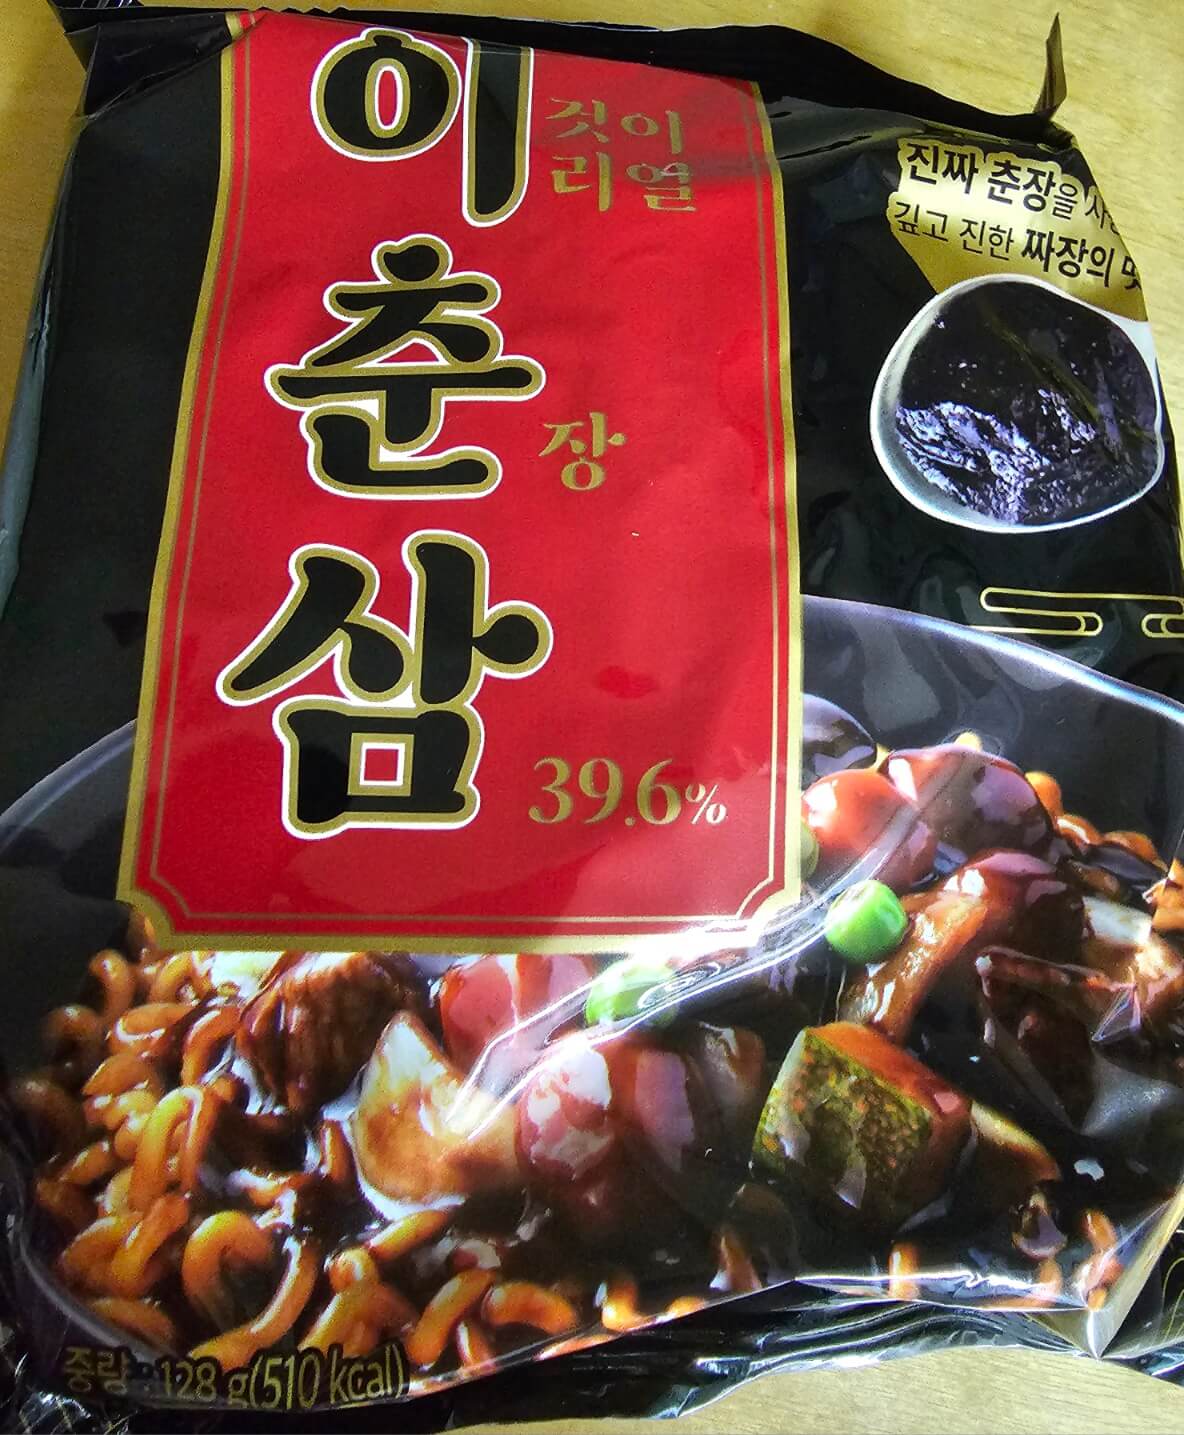 이것이
리얼
춘장
삼
39.6%
진짜 춘장을
깊고 진한 짜장의
중량 : 128 g(510 kcal)